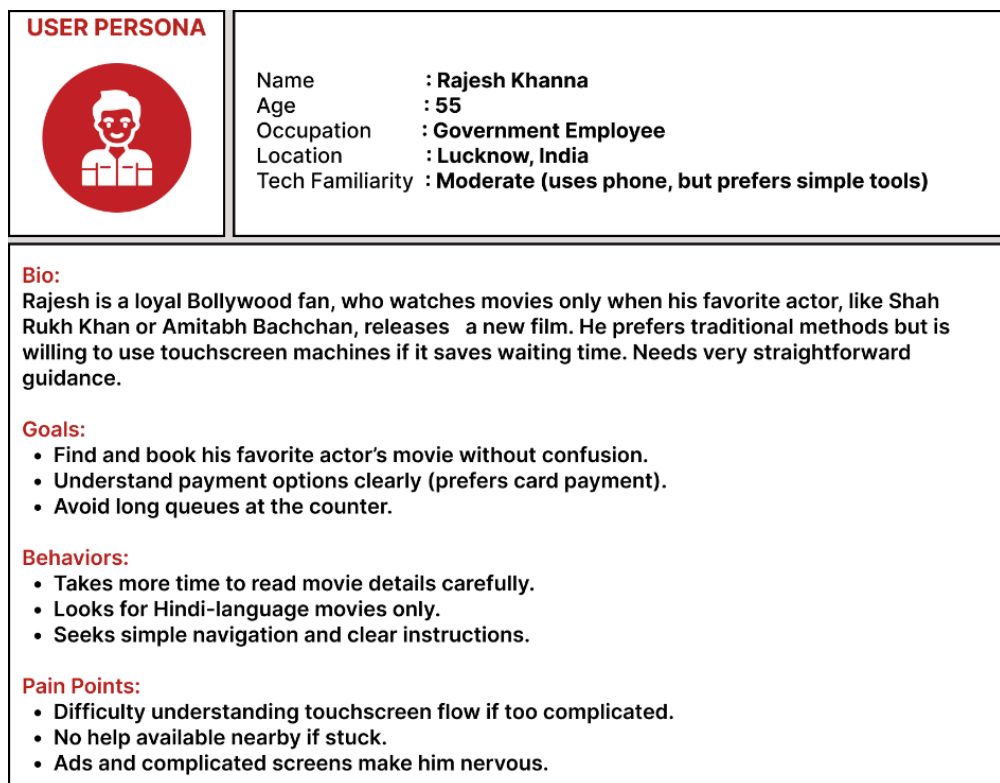 USER PERSONA
Name : Rajesh Khanna
Age : 55
Occupation : Government Employee
Location : Lucknow, India
Tech Familiarity : Moderate (uses phone, but prefers simple tools)
Bio:
Rajesh is a loyal Bollywood fan, who watches movies only when his favorite actor, like Shah
Rukh Khan or Amitabh Bachchan, releases a new film. He prefers traditional methods but is
willing to use touchscreen machines if it saves waiting time. Needs very straightforward
guidance.
Goals:
• Find and book his favorite actor’s movie without confusion.
• Understand payment options clearly (prefers card payment).
• Avoid long queues at the counter.
Behaviors:
• Takes more time to read movie details carefully.
• Looks for Hindi-language movies only.
• Seeks simple navigation and clear instructions.
Pain Points:
• Difficulty understanding touchscreen flow if too complicated.
• No help available nearby if stuck.
• Ads and complicated screens make him nervous.